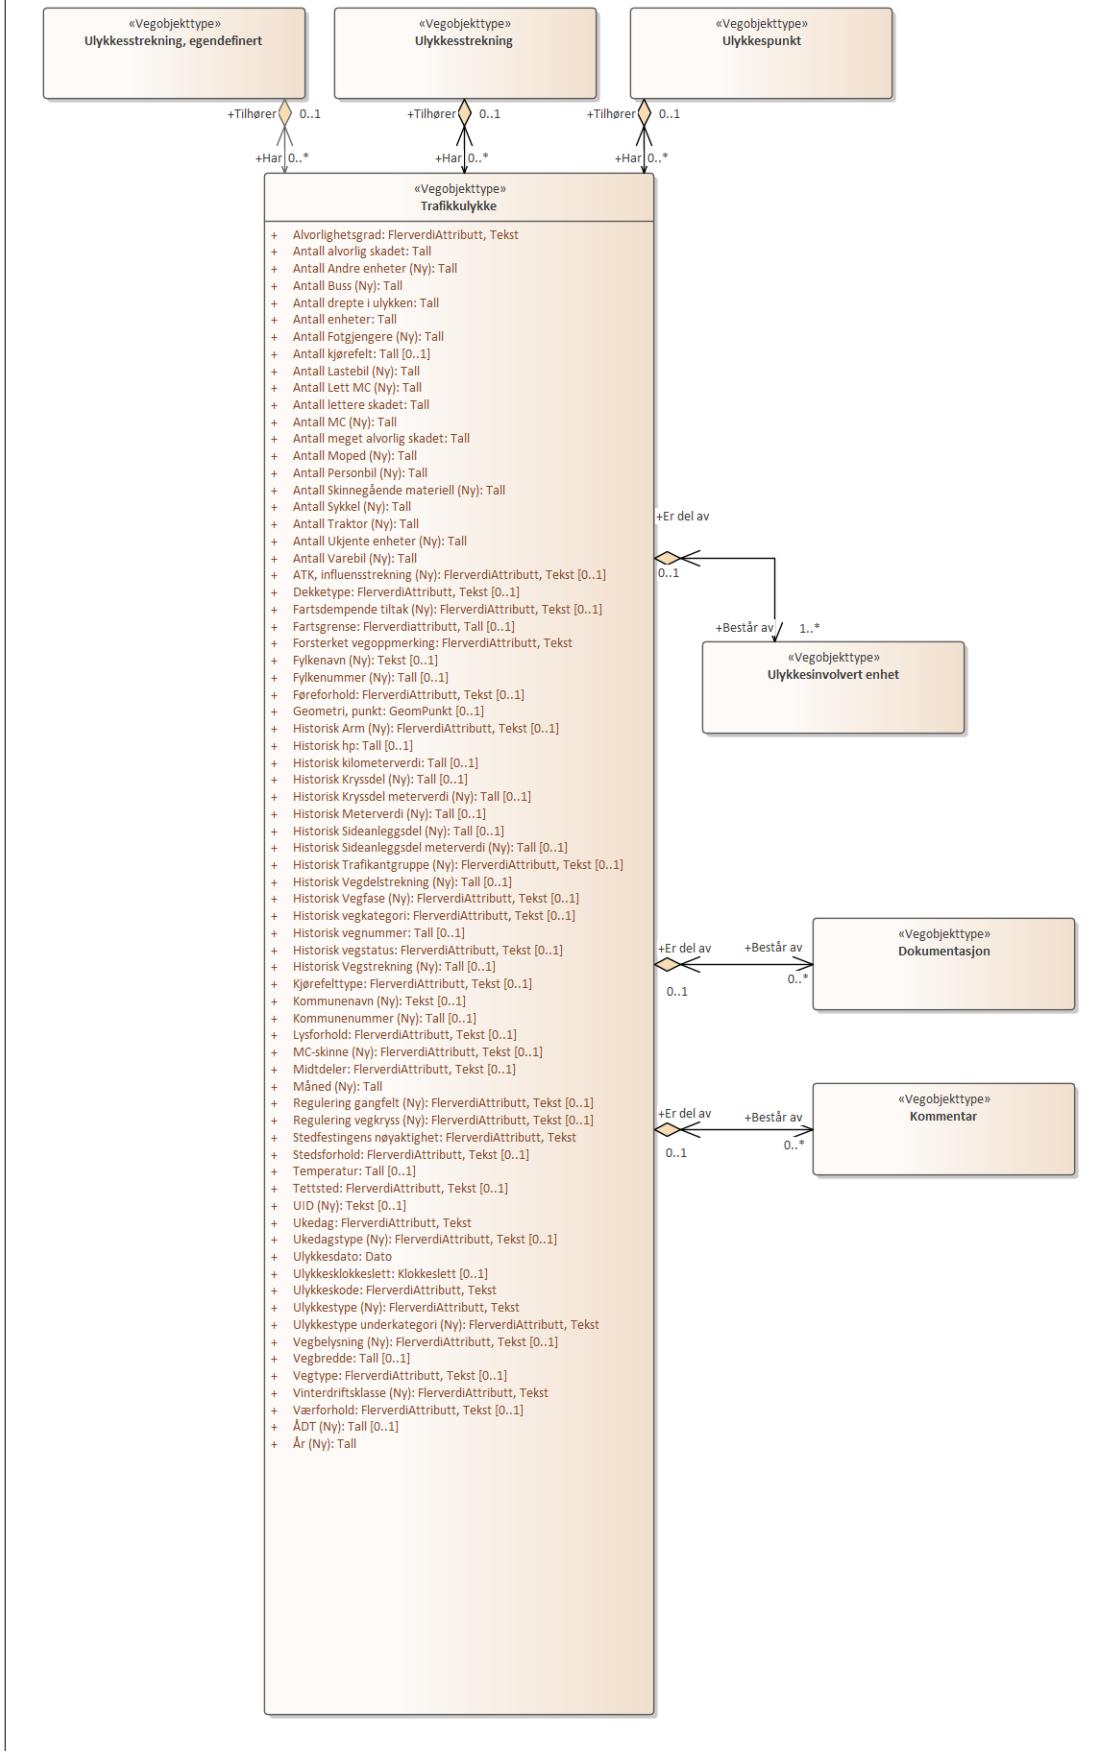 «Vegobjekttype»
Ulykkesstrekning, egendefinert
«Vegobjekttype»
Ulykkesstrekning
«Vegobjekttype»
Ulykkespunkt
+Tilhører 0..1
+Har 0..*
+Tilhører 0..1
+Har 0..*
+Tilhører 0..1
+Har 0..*
«Vegobjekttype»
Trafikkulykke
+ Alvorlighetsgrad: FlerverdiAttributt, Tekst
+ Antall alvorlig skadet: Tall
+ Antall Andre enheter (Ny): Tall
+ Antall Buss (Ny): Tall
+ Antall drepte i ulykken: Tall
+ Antall enheter: Tall
+ Antall Fotgjengere (Ny): Tall
+ Antall kjørefelt: Tall [0..1]
+ Antall Lastebil (Ny): Tall
+ Antall Lett MC (Ny): Tall
+ Antall lettere skadet: Tall
+ Antall MC (Ny): Tall
+ Antall meget alvorlig skadet: Tall
+ Antall Moped (Ny): Tall
+ Antall Personbil (Ny): Tall
+ Antall Skinnegående materiell (Ny): Tall
+ Antall Sykkel (Ny): Tall
+ Antall Traktor (Ny): Tall
+ Antall Ukjente enheter (Ny): Tall
+ Antall Varebil (Ny): Tall
+ ATK, influensstrekning (Ny): FlerverdiAttributt, Tekst [0..1]
+ Dekketype: FlerverdiAttributt, Tekst [0..1]
+ Fartsdempende tiltak (Ny): FlerverdiAttributt, Tekst [0..1]
+ Fartsgrense: Flerverdiattributt, Tall [0..1]
+ Forsterket vegoppmerking: FlerverdiAttributt, Tekst
+ Fylkenavn (Ny): Tekst [0..1]
+ Fylkenummer (Ny): Tall [0..1]
+ Føreforhold: FlerverdiAttributt, Tekst [0..1]
+ Geometri, punkt: GeomPunkt [0..1]
+ Historisk Arm (Ny): FlerverdiAttributt, Tekst [0..1]
+ Historisk hp: Tall [0..1]
+ Historisk kilometerverdi: Tall [0..1]
+ Historisk Kryssdel (Ny): Tall [0..1]
+ Historisk Kryssdel meterverdi (Ny): Tall [0..1]
+ Historisk Meterverdi (Ny): Tall [0..1]
+ Historisk Sideanleggsdel (Ny): Tall [0..1]
+ Historisk Sideanleggsdel meterverdi (Ny): Tall [0..1]
+ Historisk Trafikantgruppe (Ny): FlerverdiAttributt, Tekst [0..1]
+ Historisk Vegdelstrekning (Ny): Tall [0..1]
+ Historisk Vegfase (Ny): FlerverdiAttributt, Tekst [0..1]
+ Historisk vegkategori: FlerverdiAttributt, Tekst [0..1]
+ Historisk vegnummer: Tall [0..1]
+ Historisk vegstatus: FlerverdiAttributt, Tekst [0..1]
+ Historisk Vegstrekning (Ny): Tall [0..1]
+ Kjørefelttype: FlerverdiAttributt, Tekst [0..1]
+ Kommunenavn (Ny): Tekst [0..1]
+ Kommunenummer (Ny): Tall [0..1]
+ Lysforhold: FlerverdiAttributt, Tekst [0..1]
+ MC-skinne (Ny): FlerverdiAttributt, Tekst [0..1]
+ Midtdeler: FlerverdiAttributt, Tekst [0..1]
+ Måned (Ny): Tall
+ Regulering gangfelt (Ny): FlerverdiAttributt, Tekst [0..1]
+ Regulering vegkryss (Ny): FlerverdiAttributt, Tekst [0..1]
+ Stedfestingens nøyaktighet: FlerverdiAttributt, Tekst
+ Stedsforhold: FlerverdiAttributt, Tekst [0..1]
+ Temperatur: Tall [0..1]
+ Tettsted: FlerverdiAttributt, Tekst [0..1]
+ UID (Ny): Tekst [0..1]
+ Ukedag: FlerverdiAttributt, Tekst
+ Ukedagstype (Ny): FlerverdiAttributt, Tekst [0..1]
+ Ulykkesdato: Dato
+ Ulykkesklokkeslett: Klokkeslett [0..1]
+ Ulykkeskode: FlerverdiAttributt, Tekst
+ Ulykkestype (Ny): FlerverdiAttributt, Tekst
+ Ulykkestype underkategori (Ny): FlerverdiAttributt, Tekst
+ Vegbelysning (Ny): FlerverdiAttributt, Tekst [0..1]
+ Vegbredde: Tall [0..1]
+ Vegtype: FlerverdiAttributt, Tekst [0..1]
+ Vinterdriftsklasse (Ny): FlerverdiAttributt, Tekst
+ Værforhold: FlerverdiAttributt, Tekst [0..1]
+ ÅDT (Ny): Tall [0..1]
+ År (Ny): Tall
+Er del av
0..1
+Består av 1..*
«Vegobjekttype»
Ulykkesinvolvert enhet
+Er del av +Består av
0..1 0..*
«Vegobjekttype»
Dokumentasjon
+Er del av +Består av
0..1 0..*
«Vegobjekttype»
Kommentar